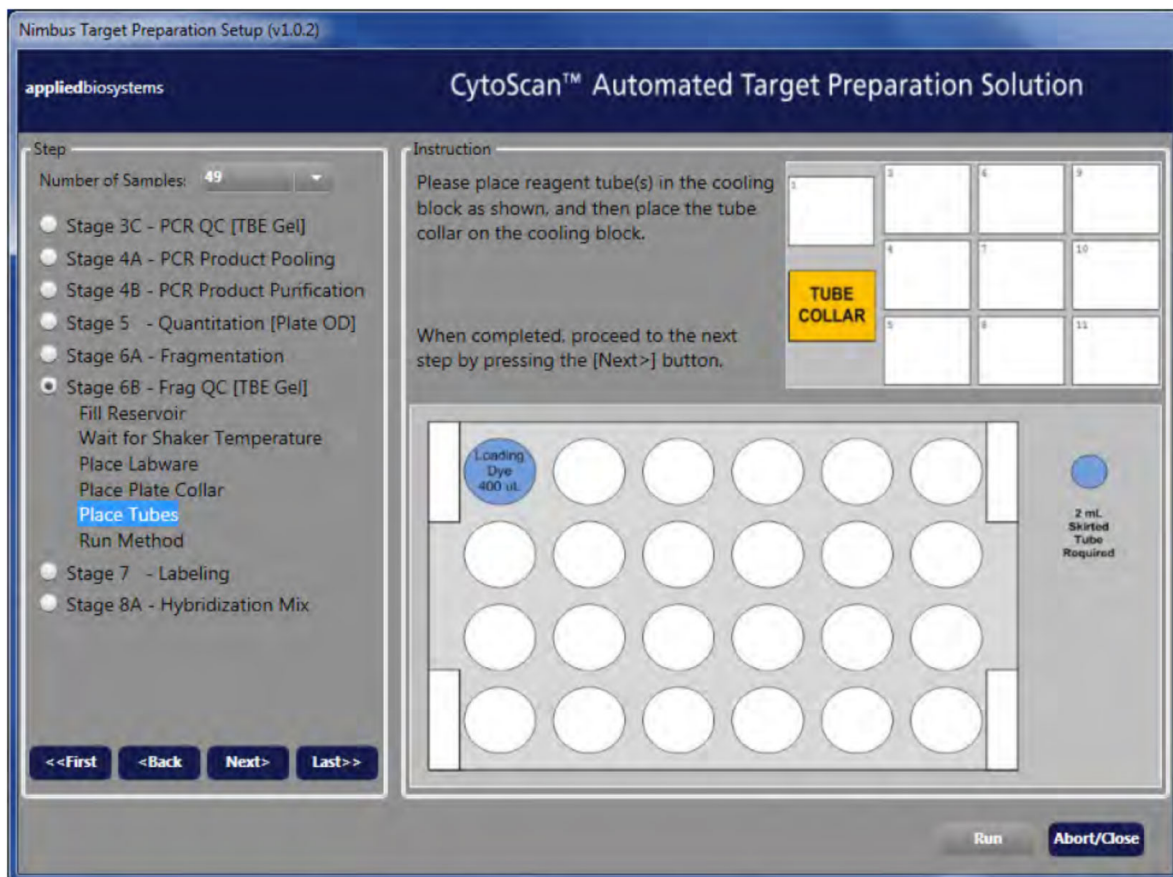 Nimbus Target Preparation Setup (v1.0.2)
appliedbiosystems
CytoScan™ Automated Target Preparation Solution
Step
Number of Samples: 49
Stage 3C - PCR QC [TBE Gel]
Stage 4A - PCR Product Pooling
Stage 4B - PCR Product Purification
Stage 5 - Quantitation [Plate OD]
Stage 6A - Fragmentation
Stage 6B - Frag QC [TBE Gel]
Fill Reservoir
Wait for Shaker Temperature
Place Labware
Place Plate Collar
Place Tubes
Run Method
Stage 7 - Labeling
Stage 8A - Hybridization Mix
<<First
<Back
Next>
Last>>
Instruction
Please place reagent tube(s) in the cooling
block as shown, and then place the tube
collar on the cooling block.
When completed, proceed to the next
step by pressing the [Next>] button.
1
9
7
10
TUBE
COLLAR
5
11
Loading
Dye
400 uL
2 mL
Skirted
Tube
Required
Run
Abort/Close